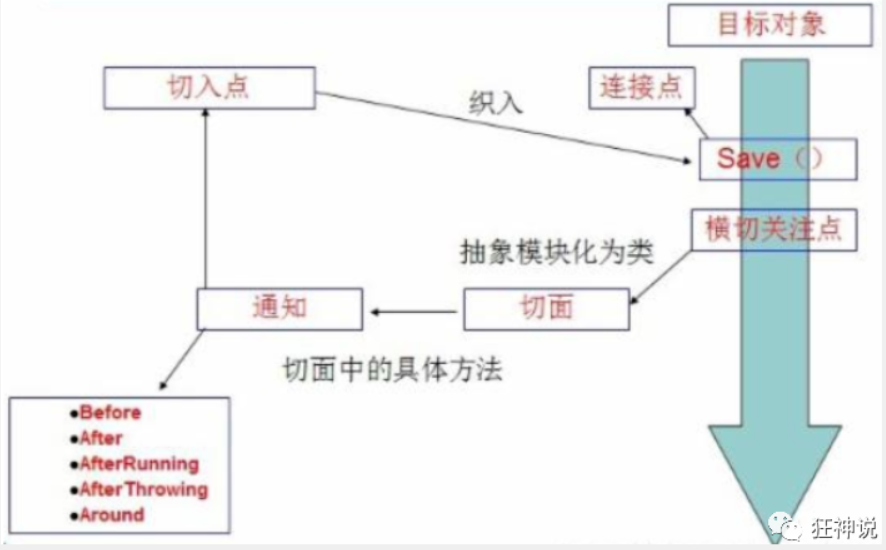 目标对象
切入点
织入
连接点
Save（）
横切关注点
抽象模块化为类
通知
切面
切面中的具体方法
●Before
●After
●AfterRunning
●AfterThrowing
●Around
狂神说